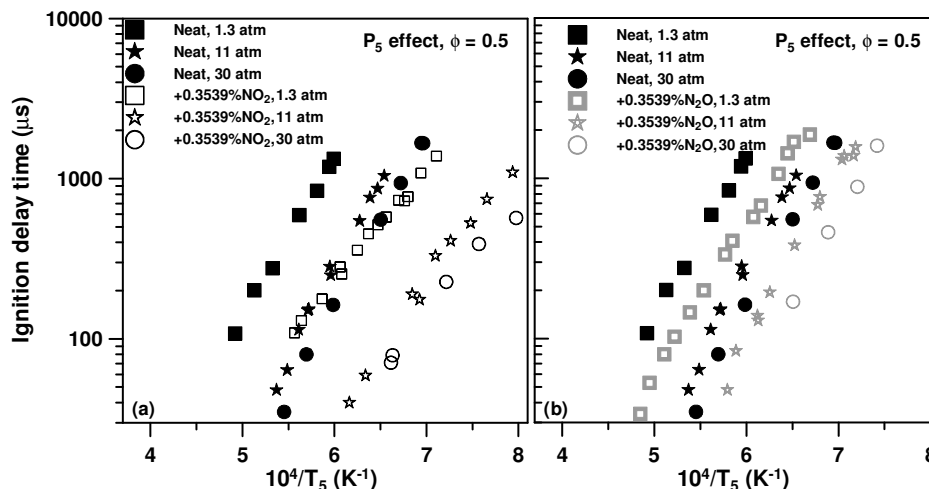 10000
1000
100
Ignition delay time (μs)
Neat, 1.3 atm
Neat, 11 atm
Neat, 30 atm
+0.3539%NO₂, 1.3 atm
+0.3539%NO₂, 11 atm
+0.3539%NO₂, 30 atm
P₅ effect, ϕ = 0.5
(a)
4 5 6 7 8
10⁴/T₅ (K⁻¹)
Neat, 1.3 atm
Neat, 11 atm
Neat, 30 atm
+0.3539%N₂O, 1.3 atm
+0.3539%N₂O, 11 atm
+0.3539%N₂O, 30 atm
P₅ effect, ϕ = 0.5
(b)
4 5 6 7 8
10⁴/T₅ (K⁻¹)